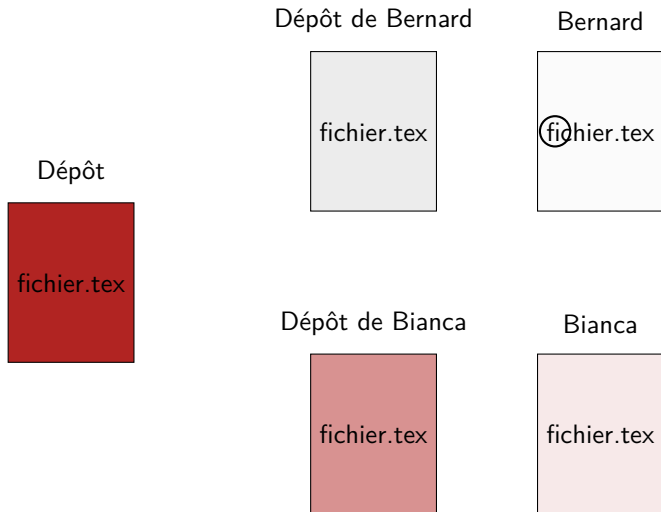 Dépôt de Bernard
Bernard
fichier.tex
fichier.tex
Dépôt
fichier.tex
Dépôt de Bianca
Bianca
fichier.tex
fichier.tex